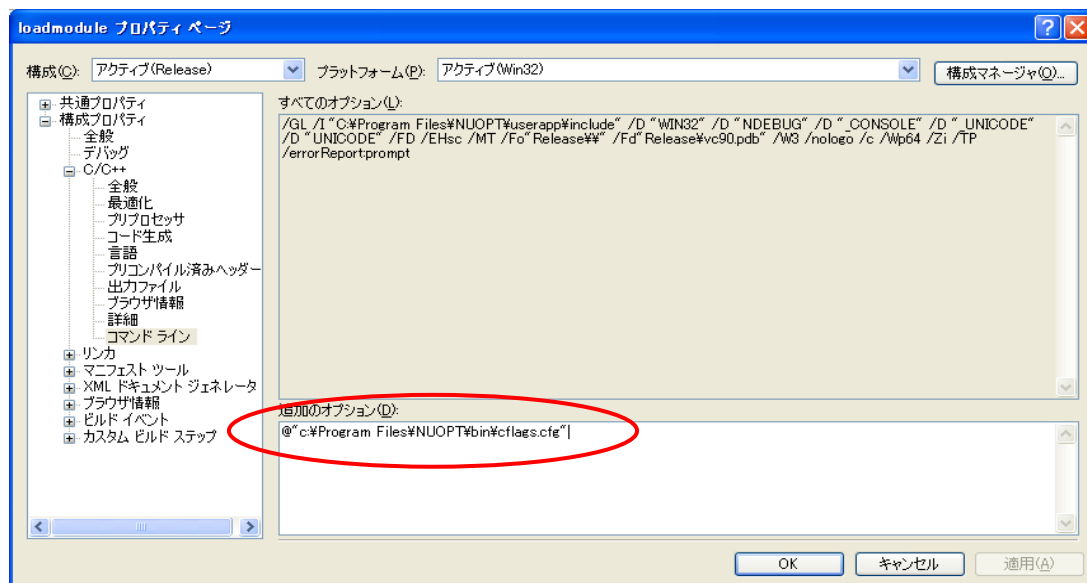 loadmodule プロパティ ページ
構成(C): アクティブ(Release) プラットフォーム(P): アクティブ(Win32) 構成マネージャ(O)...
共通プロパティ
構成プロパティ
全般
デバッグ
C/C++
全般
最適化
プリプロセッサ
コード生成
言語
プリコンパイル済みヘッダー
出力ファイル
ブラウザ情報
詳細
コマンド ライン
リンカ
マニフェスト ツール
XML ドキュメント ジェネレータ
ブラウザ情報
ビルド イベント
カスタム ビルド ステップ
すべてのオプション(L):
/GL /I "C:¥Program Files¥NUOPT¥userapp¥include" /D "WIN32" /D "NDEBUG" /D "_CONSOLE" /D "_UNICODE"
/D "UNICODE" /FD /EHsc /MT /Fo"Release¥¥" /Fd"Release¥vc90.pdb" /W3 /nologo /c /Wp64 /Zi /TP
/errorReport:prompt
追加のオプション(D):
@"c:¥Program Files¥NUOPT¥bin¥cflags.cfg"
OK キャンセル 適用(A)